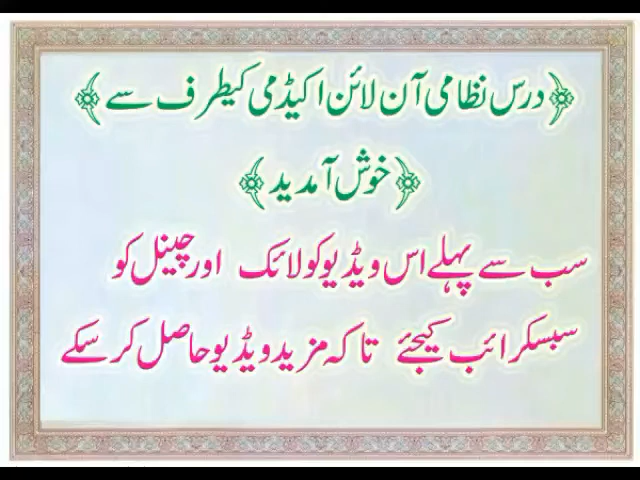 ﴿درس نظامی آن لائن اکیڈمی کیطرف سے﴾
﴿خوش آمدید﴾
سب سے پہلے اس ویڈیو کو لائک اور چینل کو
سبسکرائب کیجئے تاکہ مزید ویڈیو حاصل کر سکے